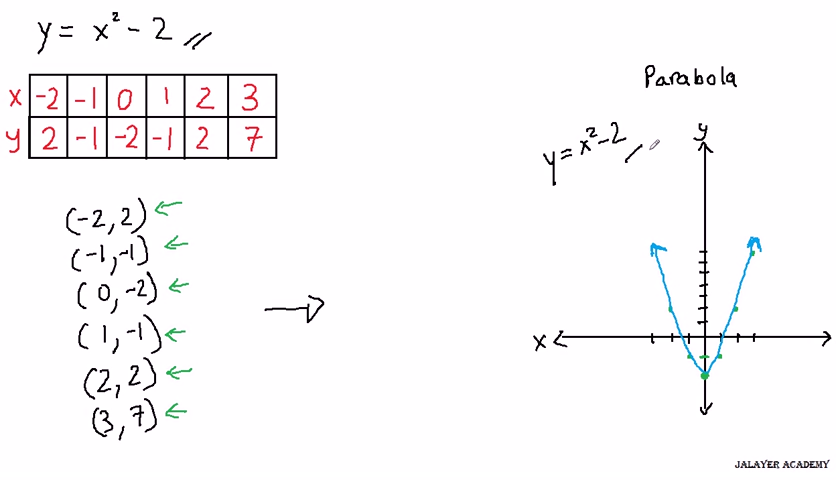 y = x² - 2
x -2 -1 0 1 2 3
y 2 -1 -2 -1 2 7
(-2, 2)
(-1, -1)
(0, -2)
(1, -1)
(2, 2)
(3, 7)
Parabola
y = x² - 2
y
x
JALAYER ACADEMY